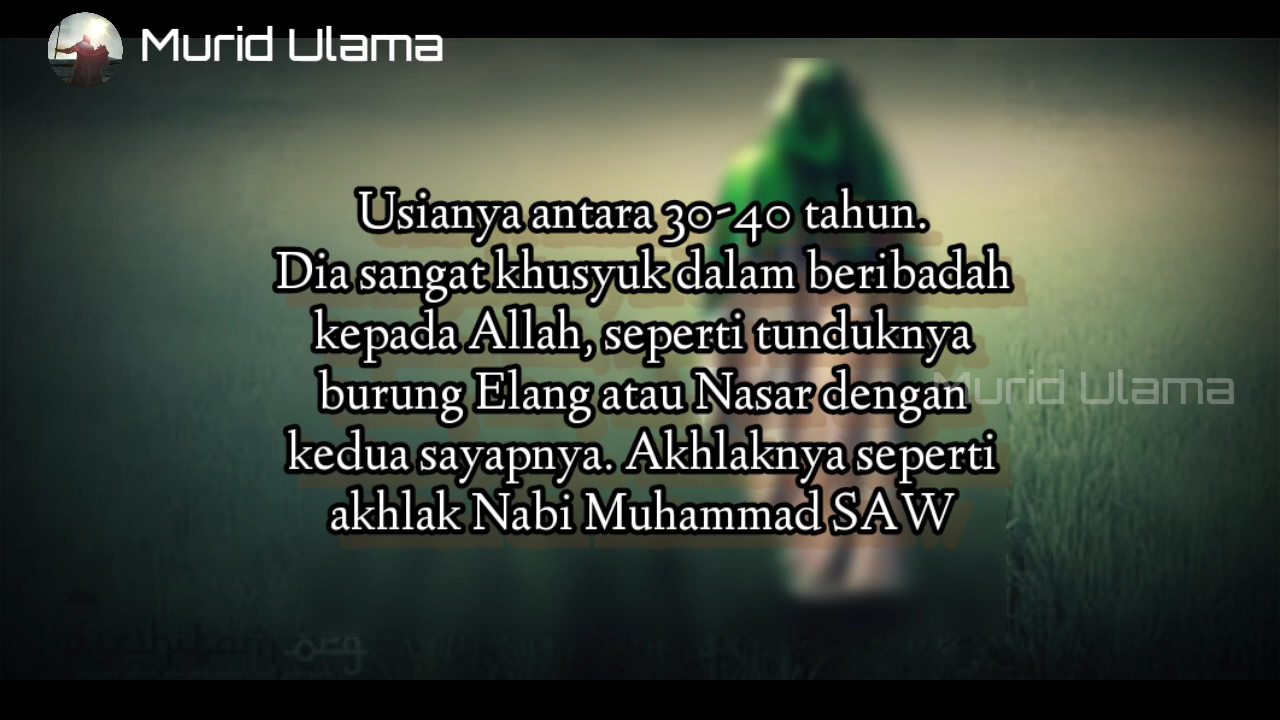 Murid Ulama
Usianya antara 30-40 tahun.
Dia sangat khusyuk dalam beribadah
kepada Allah, seperti tunduknya
burung Elang atau Nasar dengan
Murid Ulama
kedua sayapnya. Akhlaknya seperti
akhlak Nabi Muhammad SAW
.org